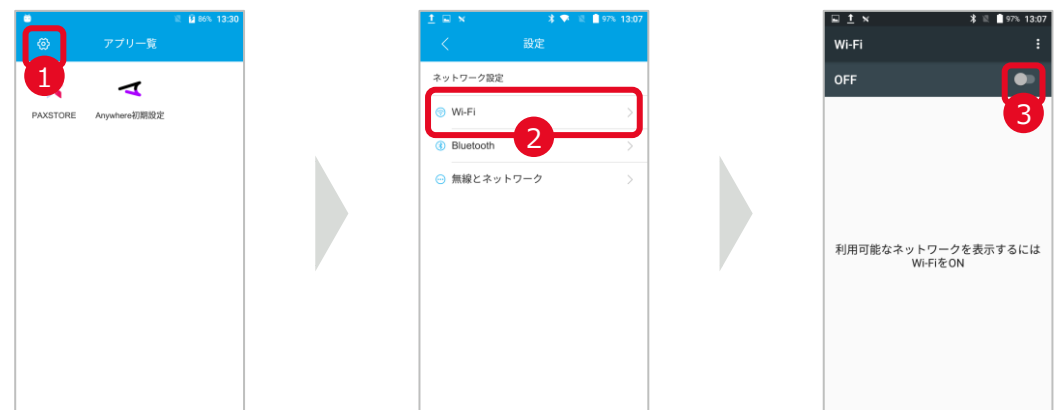 86% 13:30
アプリ一覧
1
PAXSTORE
Anywhere初期設定
97% 13:07
設定
ネットワーク設定
Wi-Fi
2
Bluetooth
無線とネットワーク
97% 13:07
Wi-Fi
OFF
3
利用可能なネットワークを表示するには
Wi-FiをON